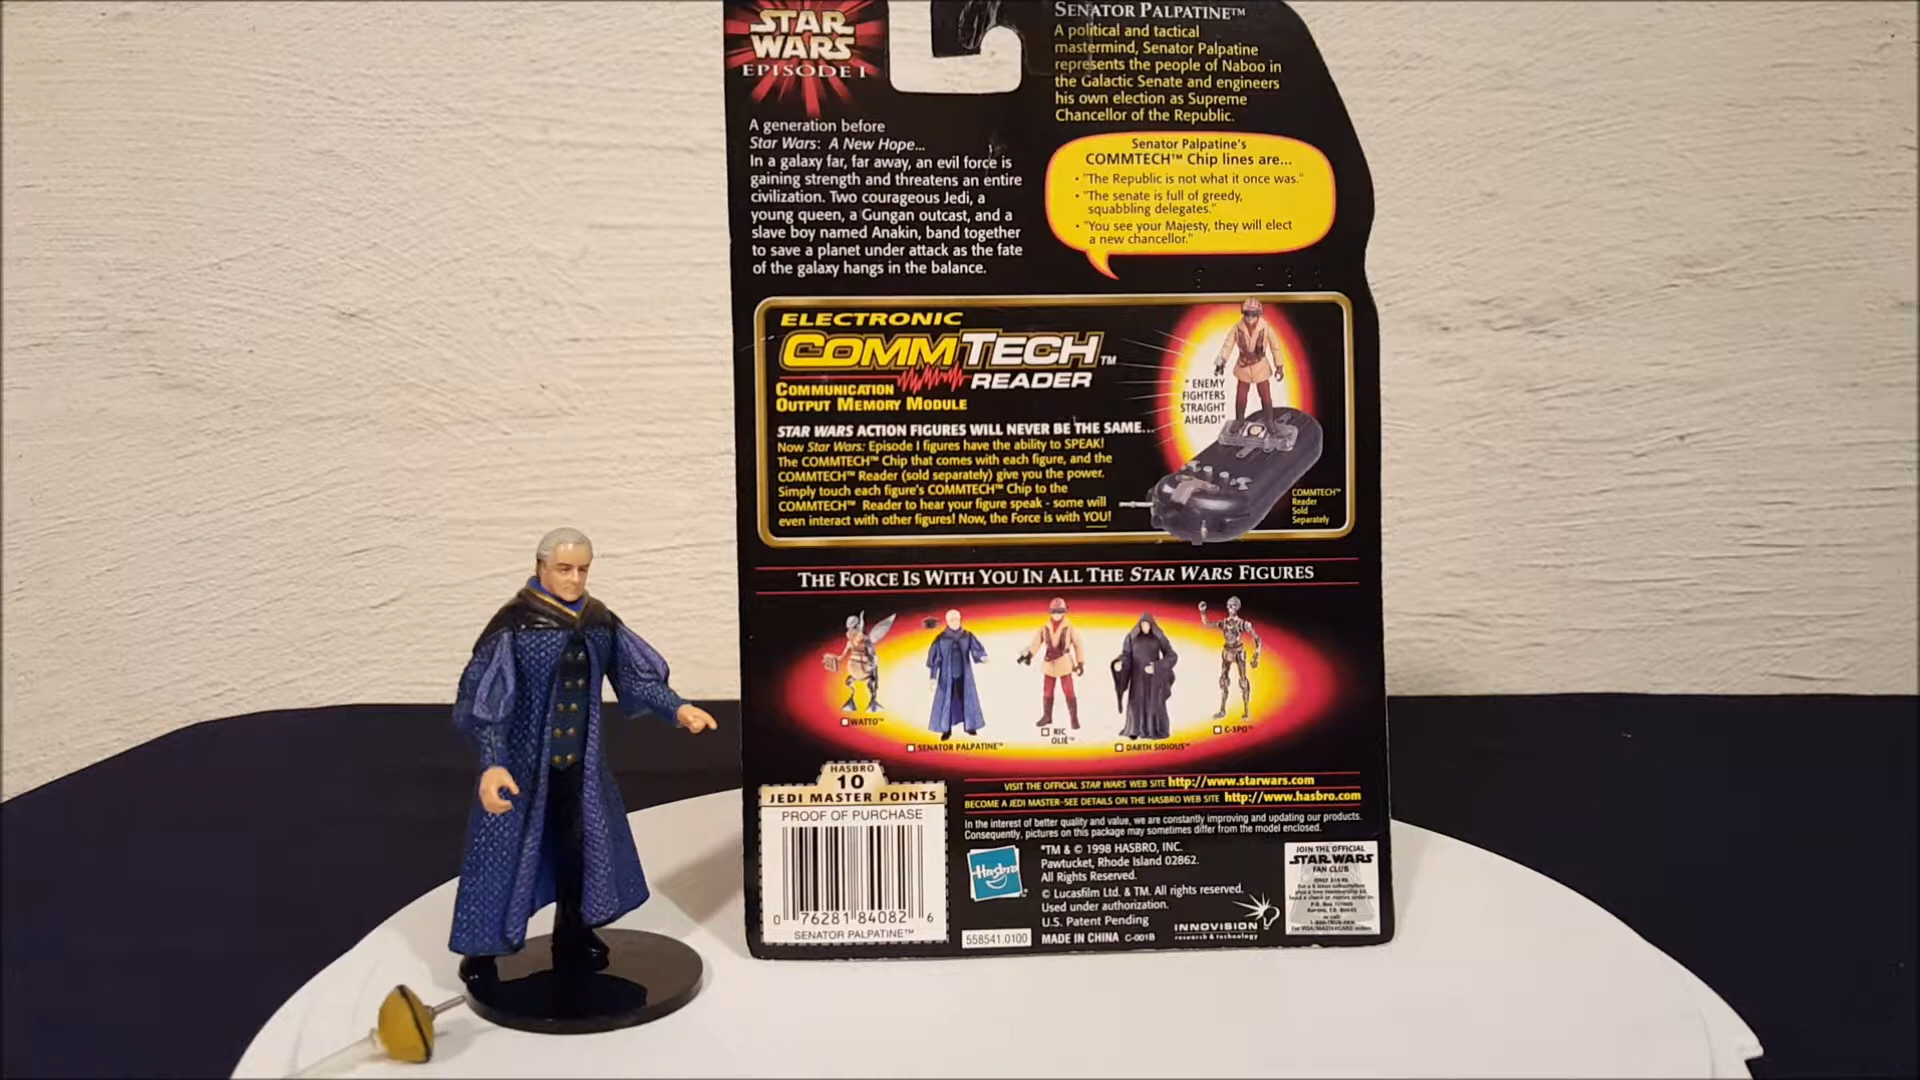 STAR
WARS
EPISODE I
A generation before
Star Wars: A New Hope...
In a galaxy far, far away, an evil force is
gaining strength and threatens an entire
civilization. Two courageous Jedi, a
young queen, a Gungan outcast, and a
slave boy named Anakin, band together
to save a planet under attack as the fate
of the galaxy hangs in the balance.
SENATOR PALPATINE™
A political and tactical
mastermind, Senator Palpatine
represents the people of Naboo in
the Galactic Senate and engineers
his own election as Supreme
Chancellor of the Republic.
Senator Palpatine's
COMMTECH™ Chip lines are...
• "The Republic is not what it once was."
• "The senate is full of greedy,
squabbling delegates."
• "You see your Majesty, they will elect
a new chancellor."
ELECTRONIC
COMMTECH™
READER
COMMUNICATION
OUTPUT MEMORY MODULE
STAR WARS ACTION FIGURES WILL NEVER BE THE SAME...
Now Star Wars: Episode I figures have the ability to SPEAK!
The COMMTECH™ Chip that comes with each figure, and the
COMMTECH™ Reader (sold separately) give you the power.
Simply touch each figure's COMMTECH™ Chip to the
COMMTECH™ Reader to hear your figure speak - some will
even interact with other figures! Now, the Force is with YOU!
" ENEMY
FIGHTERS
STRAIGHT
AHEAD!"
COMMTECH™
Reader
Sold
Separately
THE FORCE IS WITH YOU IN ALL THE STAR WARS FIGURES
WATTO™
SENATOR PALPATINE™
RIC
OLIÉ™
DARTH SIDIOUS™
C-3PO™
HASBRO
10
JEDI MASTER POINTS
PROOF OF PURCHASE
0 76281 84082 6
SENATOR PALPATINE™
VISIT THE OFFICIAL STAR WARS WEB SITE http://www.starwars.com
BECOME A JEDI MASTER-SEE DETAILS ON THE HASBRO WEB SITE http://www.hasbro.com
In the interest of better quality and value, we are constantly improving and updating our products.
Consequently, pictures on this package may sometimes differ from the model enclosed.
Hasbro
*TM & © 1998 HASBRO, INC.
Pawtucket, Rhode Island 02862.
All Rights Reserved.
© Lucasfilm Ltd. & TM. All rights reserved.
Used under authorization.
U.S. Patent Pending
558541.0100
MADE IN CHINA C-001B
INNOVISION
research & technology
JOIN THE OFFICIAL
STAR WARS
FAN CLUB